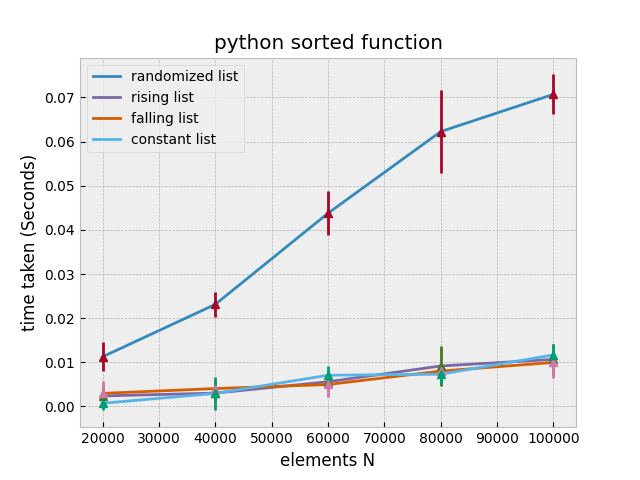 python sorted function
randomized list
rising list
falling list
constant list
time taken (Seconds)
0.07
0.06
0.05
0.04
0.03
0.02
0.01
0.00
20000 30000 40000 50000 60000 70000 80000 90000 100000
elements N